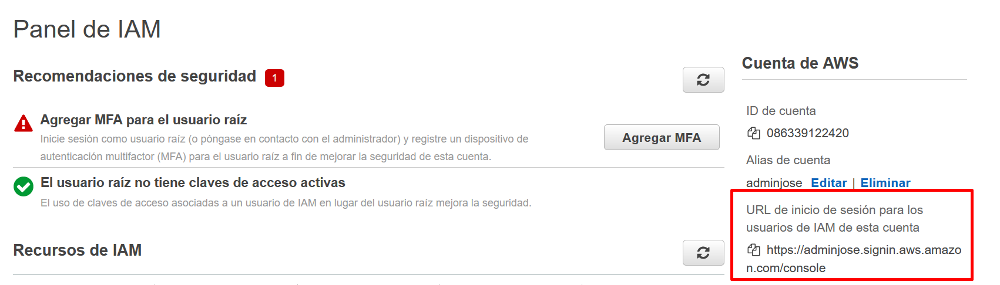 Panel de IAM
Recomendaciones de seguridad 1
Agregar MFA para el usuario raíz
Inicie sesión como usuario raíz (o póngase en contacto con el administrador) y registre un dispositivo de
autenticación multifactor (MFA) para el usuario raíz a fin de mejorar la seguridad de esta cuenta.
Agregar MFA
El usuario raíz no tiene claves de acceso activas
El uso de claves de acceso asociadas a un usuario de IAM en lugar del usuario raíz mejora la seguridad.
Recursos de IAM
Cuenta de AWS
ID de cuenta
086339122420
Alias de cuenta
adminjose Editar | Eliminar
URL de inicio de sesión para los
usuarios de IAM de esta cuenta
https://adminjose.signin.aws.amazo
n.com/console